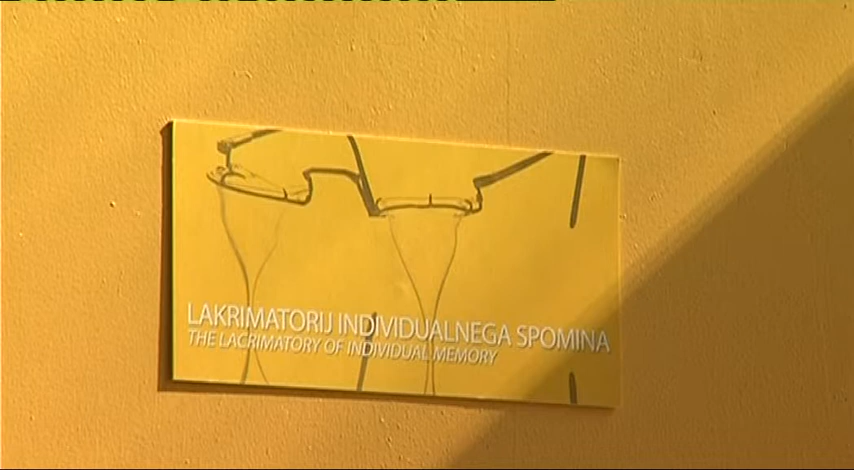 LAKRIMATORIJ INDIVIDUALNEGA SPOMINA
THE LACRIMATORY OF INDIVIDUAL MEMORY